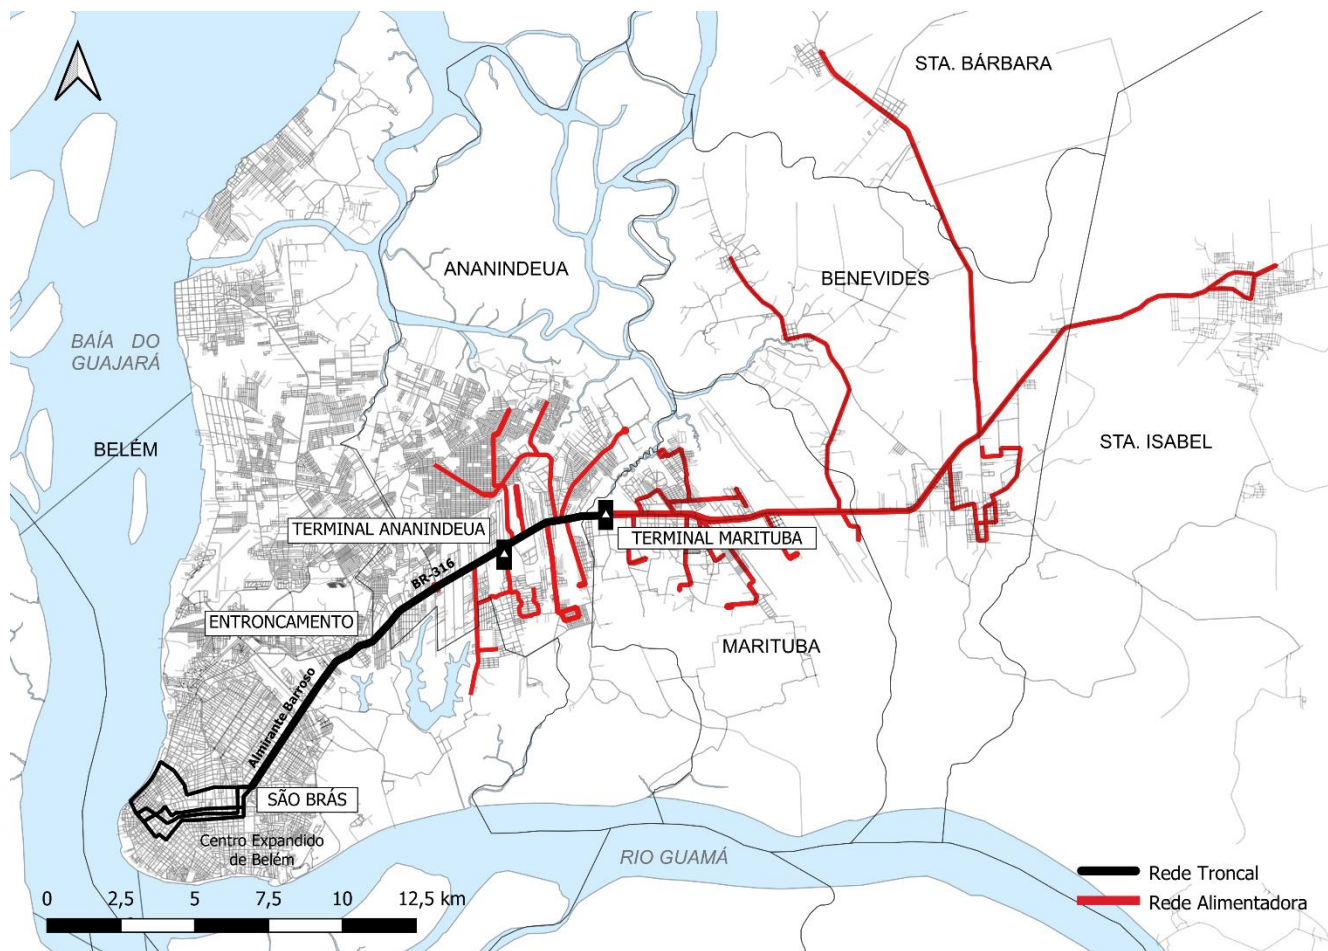 STA. BÁRBARA
ANANINDEUA
BENEVIDES
BAÍA DO
GUAJARÁ
BELÉM
STA. ISABEL
TERMINAL ANANINDEUA
TERMINAL MARITUBA
BR-316
ENTRONCAMENTO
MARITUBA
Almirante Barroso
SÃO BRÁS
Centro Expandido
de Belém
RIO GUAMÁ
Rede Troncal
Rede Alimentadora
0 2,5 5 7,5 10 12,5 km